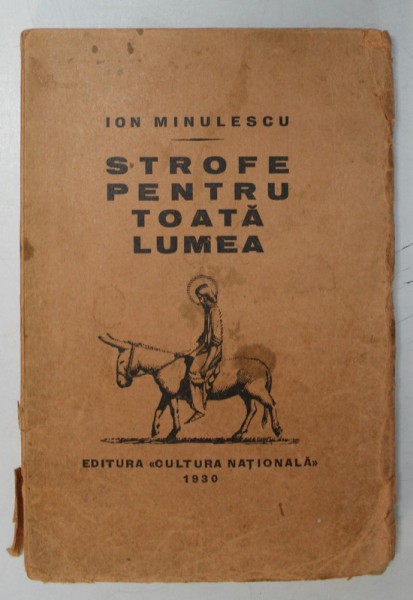 ION MINULESCU
STROFE
PENTRU
TOATĂ
LUMEA
EDITURA «CULTURA NAȚIONALĂ»
1930